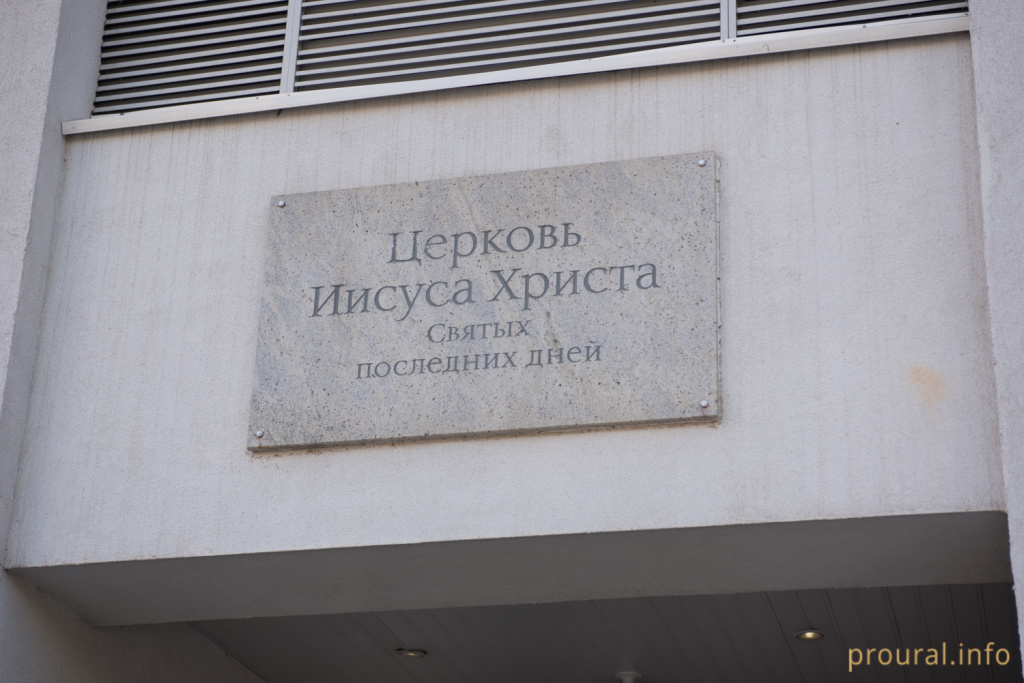 Церковь
Иисуса Христа
Святых
последних дней
proural.info